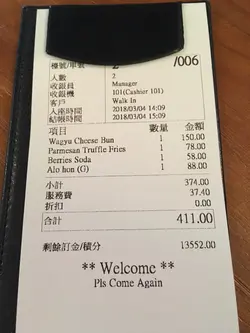 檯號/單號 2 /006
人數 2
收銀員 Manager
收銀機 101(Cashier 101)
客戶 Walk In
入座時間 2018/03/04 14:09
結帳時間 2018/03/04 15:09
項目 數量 金額
Wagyu Cheese Bun 1 150.00
Parmesan Truffle Fries 1 78.00
Berries Soda 1 58.00
Alo hon (G) 1 88.00
小計 374.00
服務費 37.40
折扣 0.00
合計 411.00
剩餘訂金/積分 13552.00
** Welcome **
Pls Come Again